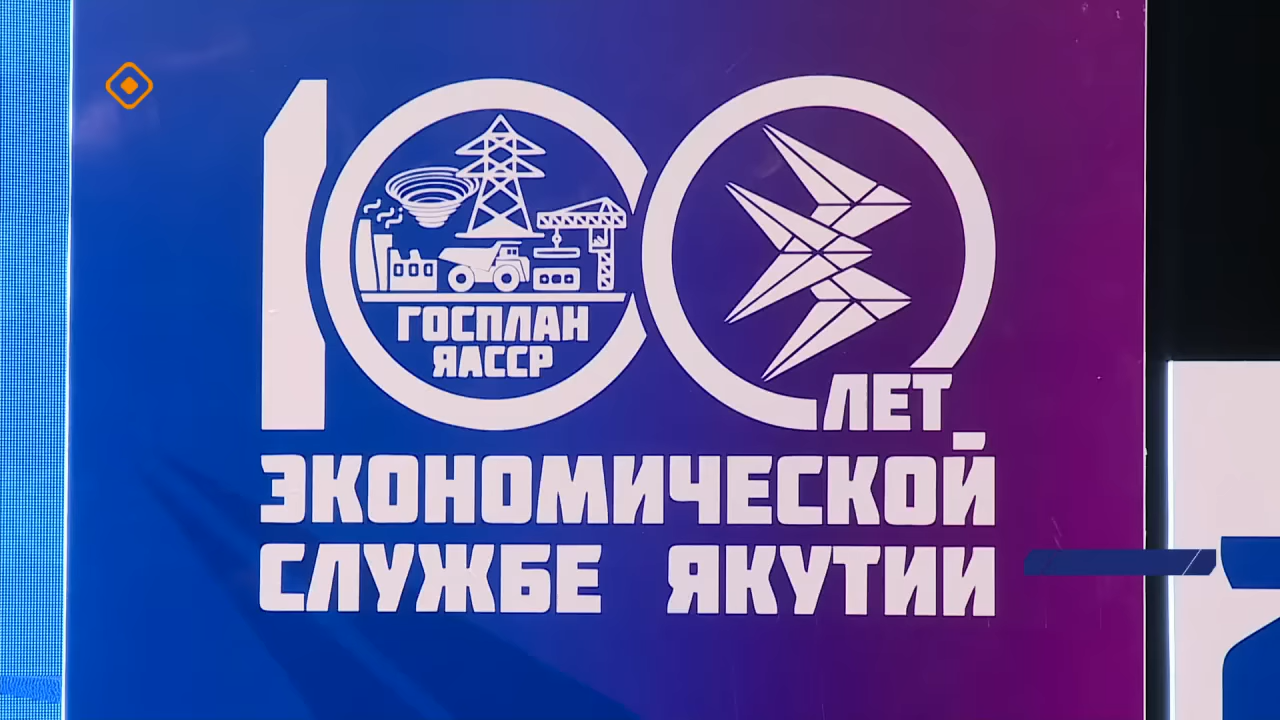 100
ГОСПЛАН
ЯАССР
ЛЕТ
ЭКОНОМИЧЕСКОЙ
СЛУЖБЕ ЯКУТИИ